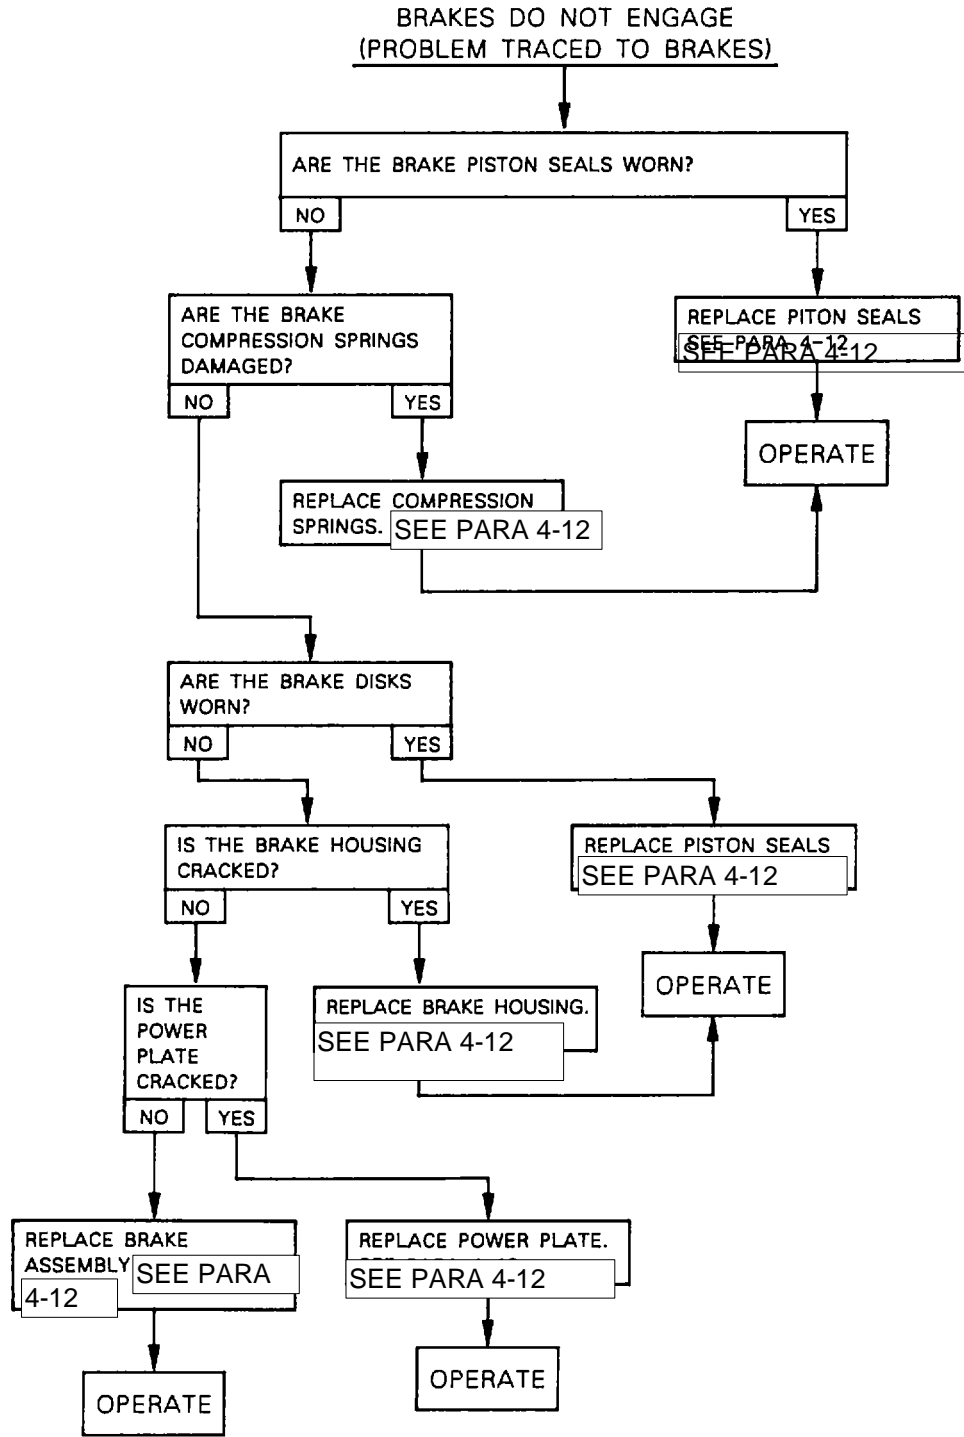 BRAKES DO NOT ENGAGE
(PROBLEM TRACED TO BRAKES)
ARE THE BRAKE PISTON SEALS WORN?
NO
YES
ARE THE BRAKE
COMPRESSION SPRINGS
DAMAGED?
NO
YES
REPLACE PITON SEALS
SEE PARA 4-12
SEE PARA 4-12
OPERATE
REPLACE COMPRESSION
SPRINGS. SEE PARA 4-12
ARE THE BRAKE DISKS
WORN?
NO
YES
IS THE BRAKE HOUSING
CRACKED?
NO
YES
REPLACE PISTON SEALS
SEE PARA 4-12
OPERATE
IS THE
POWER
PLATE
CRACKED?
NO
YES
REPLACE BRAKE HOUSING.
SEE PARA 4-12
REPLACE BRAKE
ASSEMBLY SEE PARA
4-12
REPLACE POWER PLATE.
SEE PARA 4-12
OPERATE
OPERATE